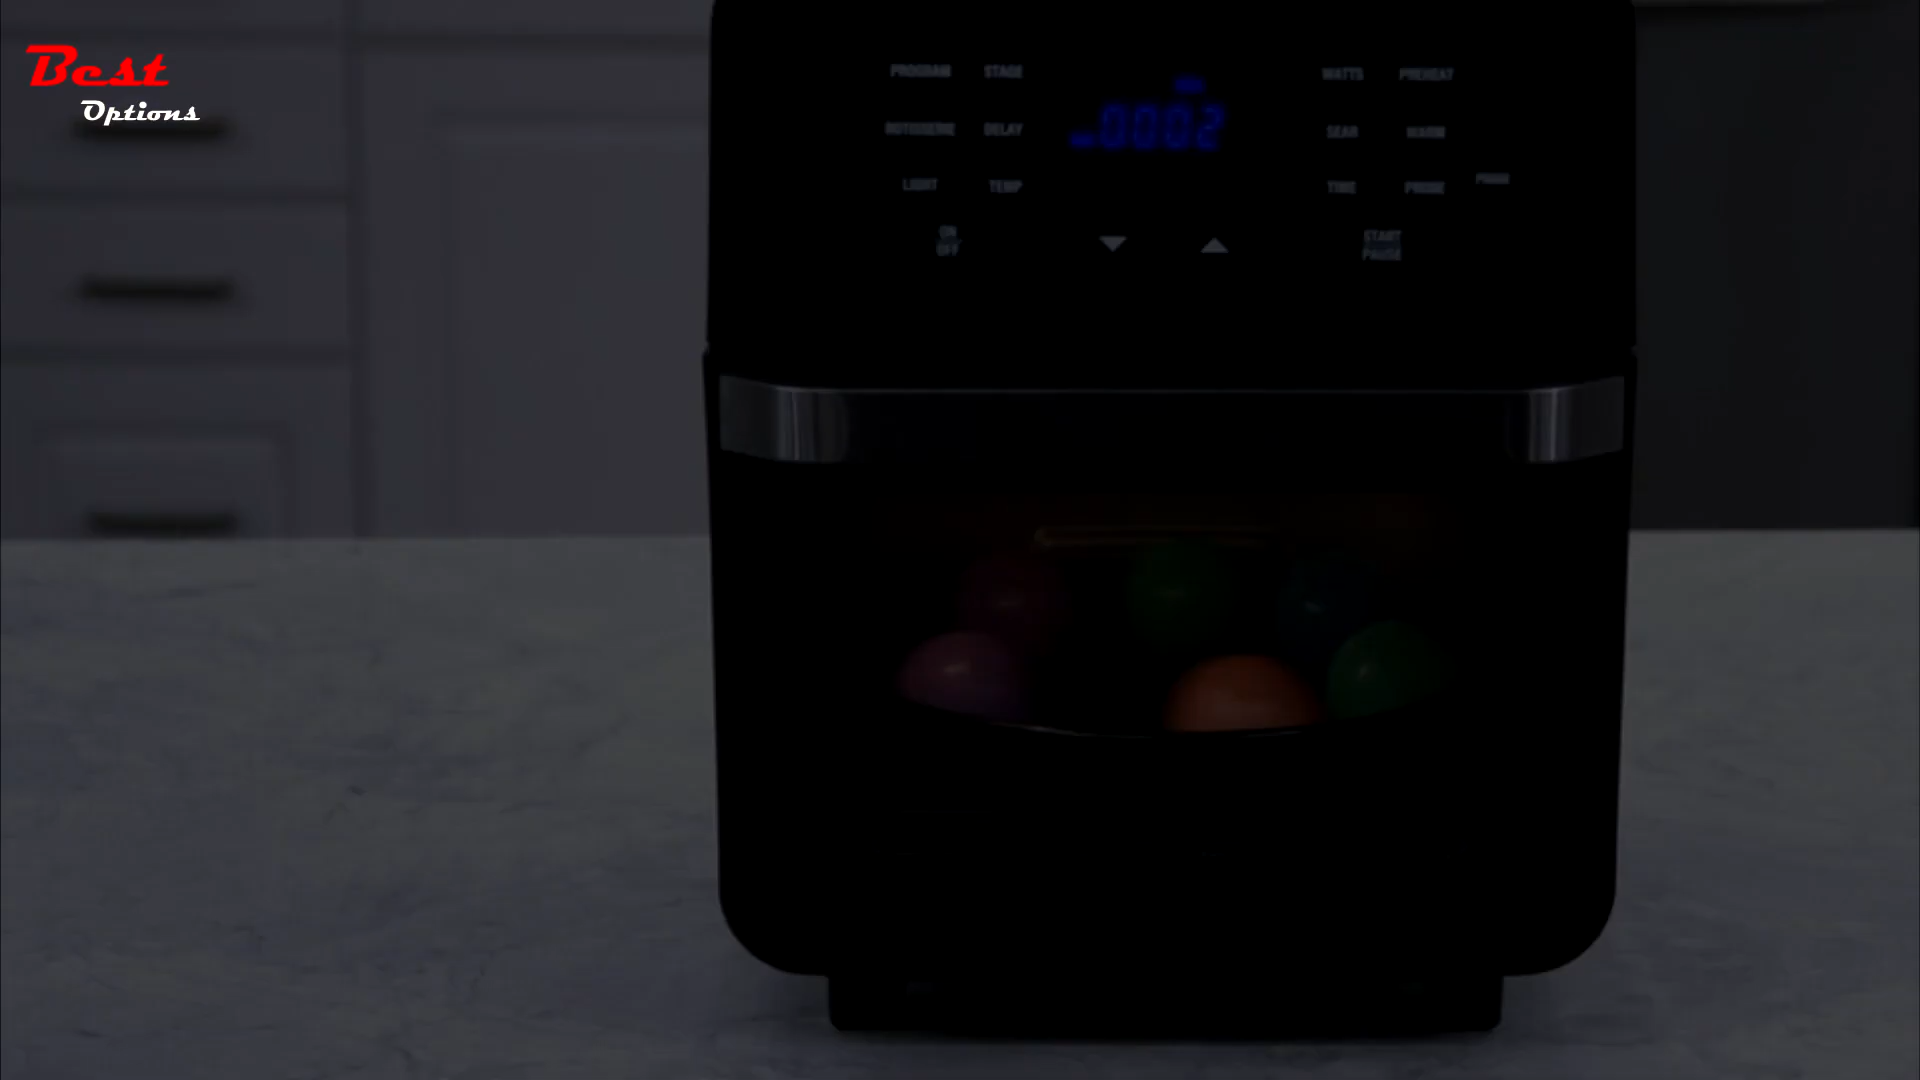 Best
Options
PROGRAM STAGE
WATTS PREHEAT
0002
ROTISSERIE DELAY
SEAR WARM
LIGHT TEMP
TIME PROBE
PROBE
ON
OFF
START
PAUSE